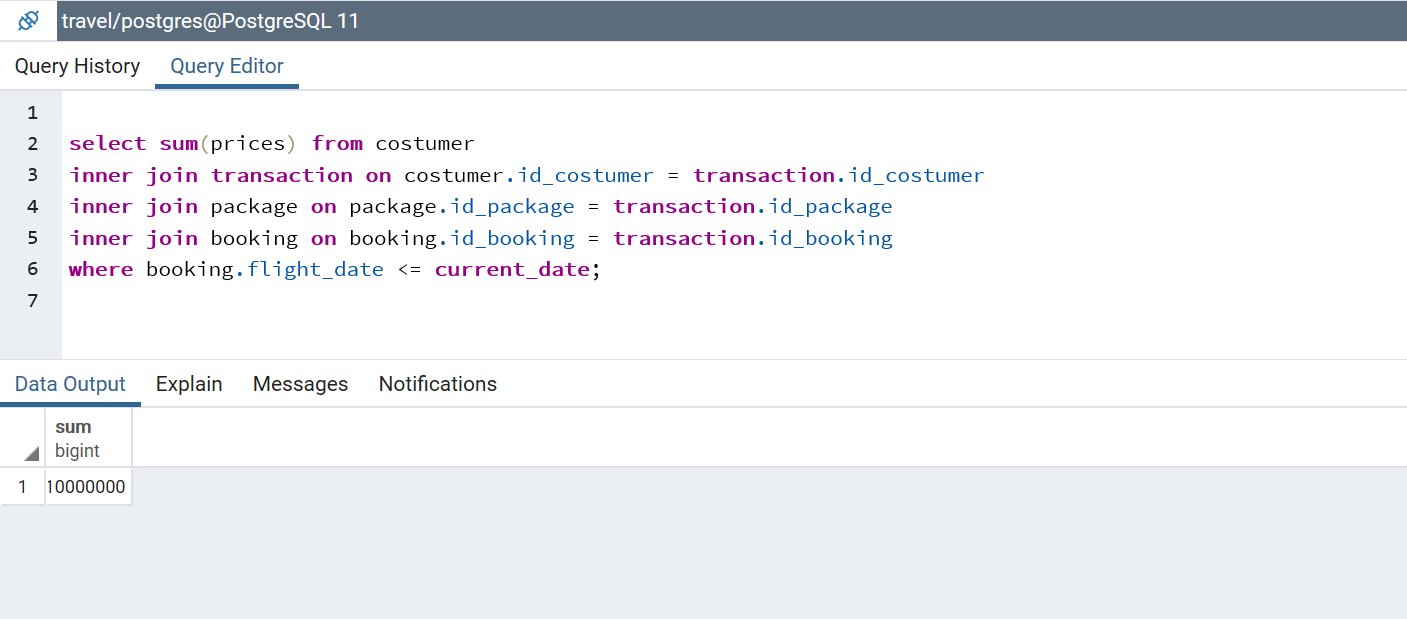 travel/postgres@PostgreSQL 11
Query History Query Editor
1
2 select sum(prices) from costumer
3 inner join transaction on costumer.id_costumer = transaction.id_costumer
4 inner join package on package.id_package = transaction.id_package
5 inner join booking on booking.id_booking = transaction.id_booking
6 where booking.flight_date <= current_date;
7
Data Output Explain Messages Notifications
sum
bigint
1 10000000